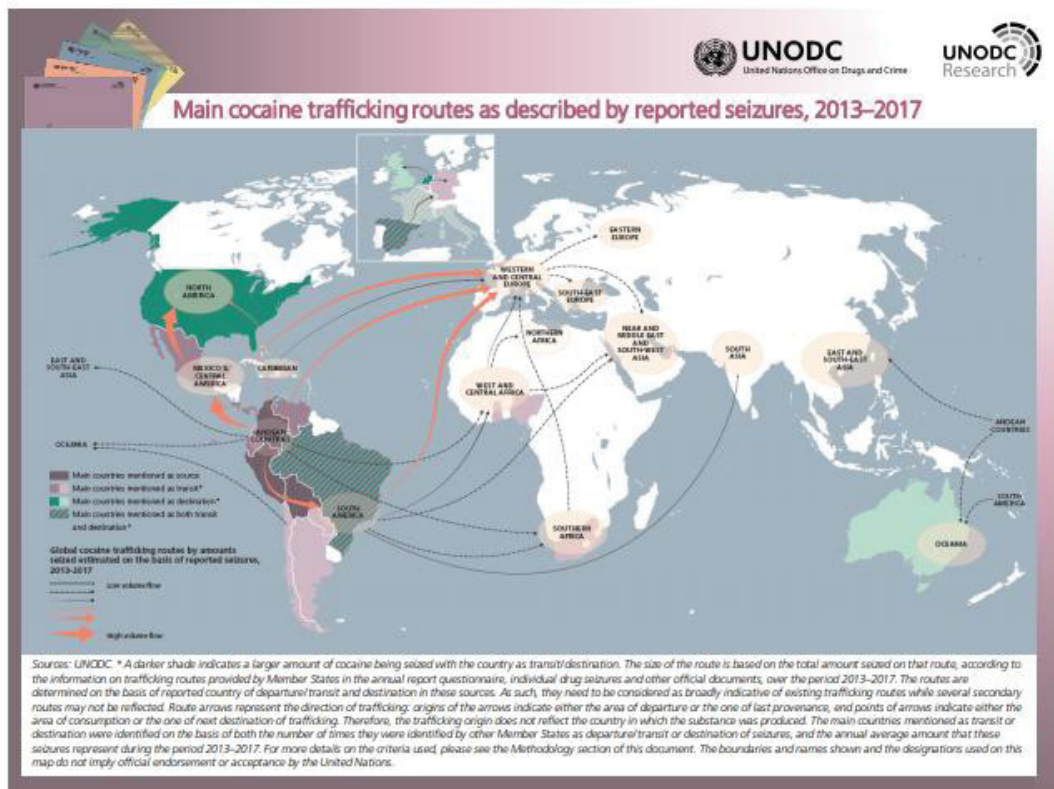 UNODC
United Nations Office on Drugs and Crime
UNODC
Research
Main cocaine trafficking routes as described by reported seizures, 2013–2017
EASTERN
EUROPE
WESTERN
AND CENTRAL
EUROPE
SOUTH-EAST
EUROPE
NORTH
AMERICA
NORTHERN
AFRICA
NEAR AND
MIDDLE EAST
AND
SOUTH-WEST
ASIA
SOUTH
ASIA
EAST AND
SOUTH-EAST
ASIA
EAST AND
SOUTH-EAST
ASIA
MEXICO &
CENTRAL
AMERICA
CARIBBEAN
WEST AND
CENTRAL AFRICA
ANDEAN
COUNTRIES
ANDEAN
COUNTRIES
OCEANIA
SOUTH
AMERICA
SOUTH
AMERICA
SOUTHERN
AFRICA
OCEANIA
Main countries mentioned as source
Main countries mentioned as transit*
Main countries mentioned as destination*
Main countries mentioned as both transit
and destination*
Global cocaine trafficking routes by amounts
seized estimated on the basis of reported seizures,
2013-2017
Low volume flow
High volume flow
Sources: UNODC. * A darker shade indicates a larger amount of cocaine being seized with the country as transit/destination. The size of the route is based on the total amount seized on that route, according to
the information on trafficking routes provided by Member States in the annual report questionnaire, individual drug seizures and other official documents, over the period 2013–2017. The routes are
determined on the basis of reported country of departure/transit and destination in these sources. As such, they need to be considered as broadly indicative of existing trafficking routes while several secondary
routes may not be reflected. Route arrows represent the direction of trafficking: origins of the arrows indicate either the area of departure or the one of last provenance, end points of arrows indicate either the
area of consumption or the one of next destination of trafficking. Therefore, the trafficking origin does not reflect the country in which the substance was produced. The main countries mentioned as transit or
destination were identified on the basis of both the number of times they were identified by other Member States as departure/transit or destination of seizures, and the annual average amount that these
seizures represent during the period 2013–2017. For more details on the criteria used, please see the Methodology section of this document. The boundaries and names shown and the designations used on this
map do not imply official endorsement or acceptance by the United Nations.